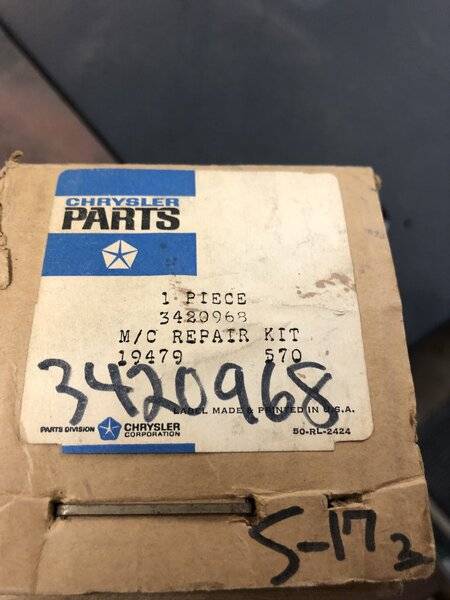 CHRYSLER
PARTS
1 PIECE
3420968
M/C REPAIR KIT
19479 570
3420968
LABEL MADE & PRINTED IN U.S.A.
PARTS DIVISION CHRYSLER CORPORATION
50-RL-2424
S-17 2